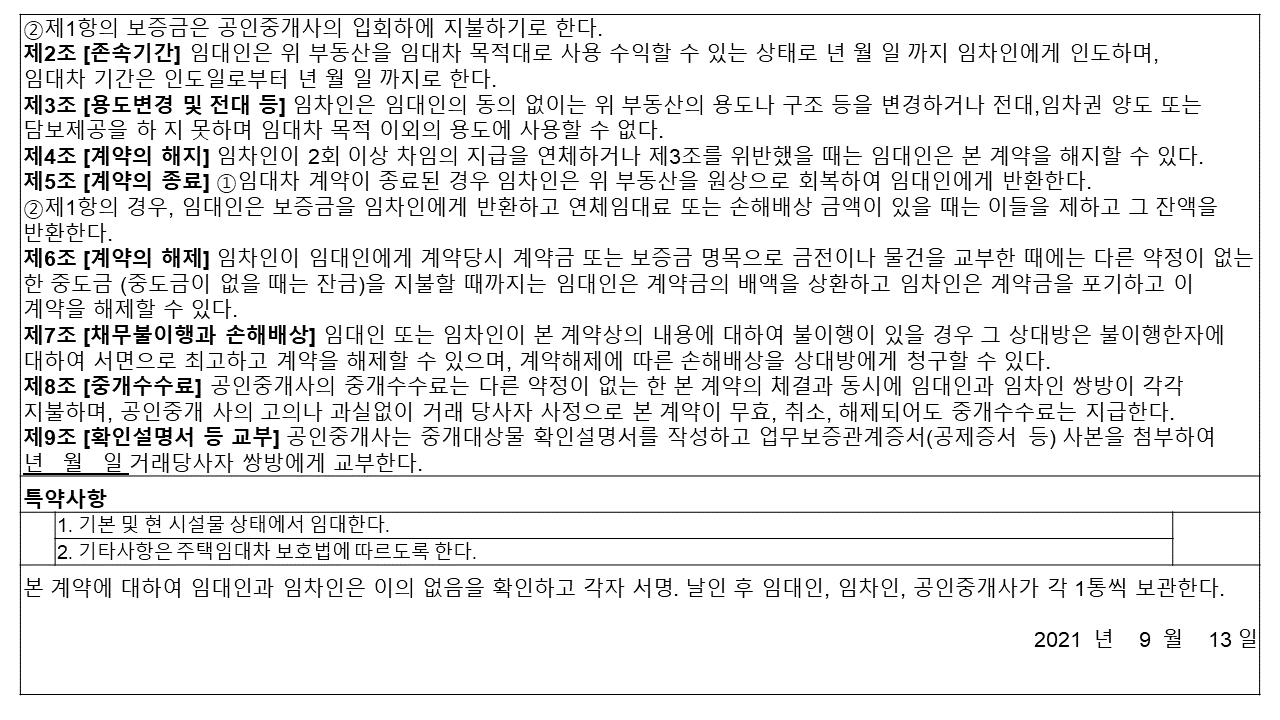 ②제1항의 보증금은 공인중개사의 입회하에 지불하기로 한다.
제2조 [존속기간] 임대인은 위 부동산을 임대차 목적대로 사용 수익할 수 있는 상태로 년 월 일 까지 임차인에게 인도하며,
임대차 기간은 인도일로부터 년 월 일 까지로 한다.
제3조 [용도변경 및 전대 등] 임차인은 임대인의 동의 없이는 위 부동산의 용도나 구조 등을 변경하거나 전대,임차권 양도 또는
담보제공을 하 지 못하며 임대차 목적 이외의 용도에 사용할 수 없다.
제4조 [계약의 해지] 임차인이 2회 이상 차임의 지급을 연체하거나 제3조를 위반했을 때는 임대인은 본 계약을 해지할 수 있다.
제5조 [계약의 종료] ①임대차 계약이 종료된 경우 임차인은 위 부동산을 원상으로 회복하여 임대인에게 반환한다.
②제1항의 경우, 임대인은 보증금을 임차인에게 반환하고 연체임대료 또는 손해배상 금액이 있을 때는 이들을 제하고 그 잔액을
반환한다.
제6조 [계약의 해제] 임차인이 임대인에게 계약당시 계약금 또는 보증금 명목으로 금전이나 물건을 교부한 때에는 다른 약정이 없는
한 중도금 (중도금이 없을 때는 잔금)을 지불할 때까지는 임대인은 계약금의 배액을 상환하고 임차인은 계약금을 포기하고 이
계약을 해제할 수 있다.
제7조 [채무불이행과 손해배상] 임대인 또는 임차인이 본 계약상의 내용에 대하여 불이행이 있을 경우 그 상대방은 불이행한자에
대하여 서면으로 최고하고 계약을 해제할 수 있으며, 계약해제에 따른 손해배상을 상대방에게 청구할 수 있다.
제8조 [중개수수료] 공인중개사의 중개수수료는 다른 약정이 없는 한 본 계약의 체결과 동시에 임대인과 임차인 쌍방이 각각
지불하며, 공인중개 사의 고의나 과실없이 거래 당사자 사정으로 본 계약이 무효, 취소, 해제되어도 중개수수료는 지급한다.
제9조 [확인설명서 등 교부] 공인중개사는 중개대상물 확인설명서를 작성하고 업무보증관계증서(공제증서 등) 사본을 첨부하여
년 월 일 거래당사자 쌍방에게 교부한다.
특약사항
1. 기본 및 현 시설물 상태에서 임대한다.
2. 기타사항은 주택임대차 보호법에 따르도록 한다.
본 계약에 대하여 임대인과 임차인은 이의 없음을 확인하고 각자 서명. 날인 후 임대인, 임차인, 공인중개사가 각 1통씩 보관한다.
2021 년 9 월 13 일